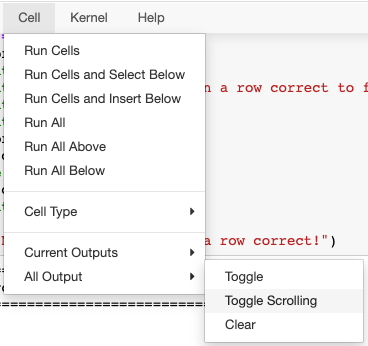 Cell Kernel Help
Run Cells
Run Cells and Select Below
n a row correct to f
Run Cells and Insert Below
Run All
Run All Above
Run All Below
Cell Type
Current Outputs
a row correct!")
All Output
Toggle
Toggle Scrolling
Clear